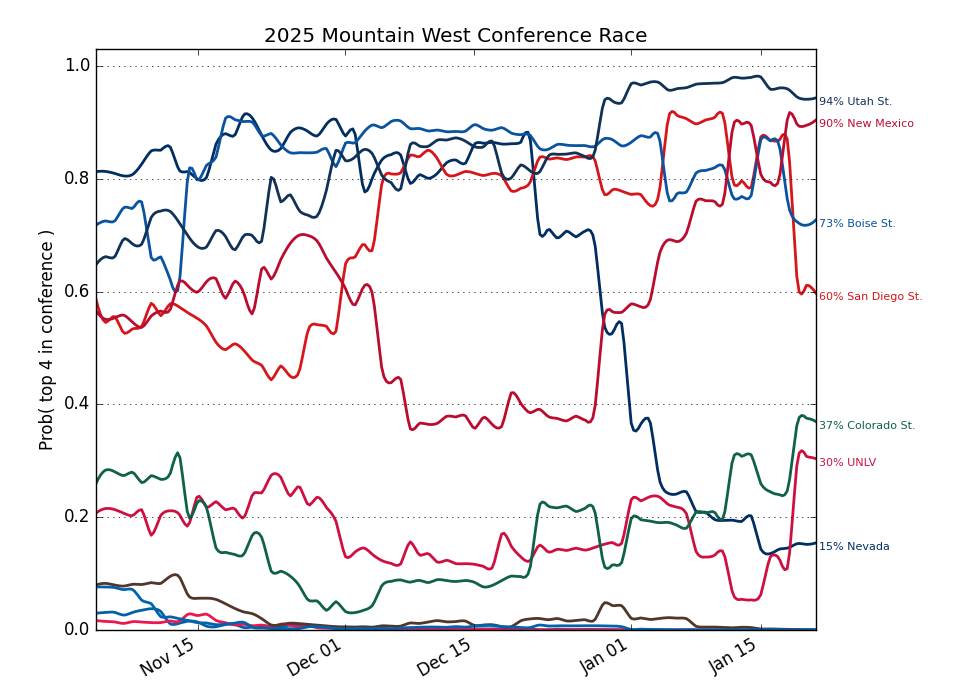 2025 Mountain West Conference Race
Prob( top 4 in conference )
1.0
0.8
0.6
0.4
0.2
0.0
Nov 15
Dec 01
Dec 15
Jan 01
Jan 15
94% Utah St.
90% New Mexico
73% Boise St.
60% San Diego St.
37% Colorado St.
30% UNLV
15% Nevada